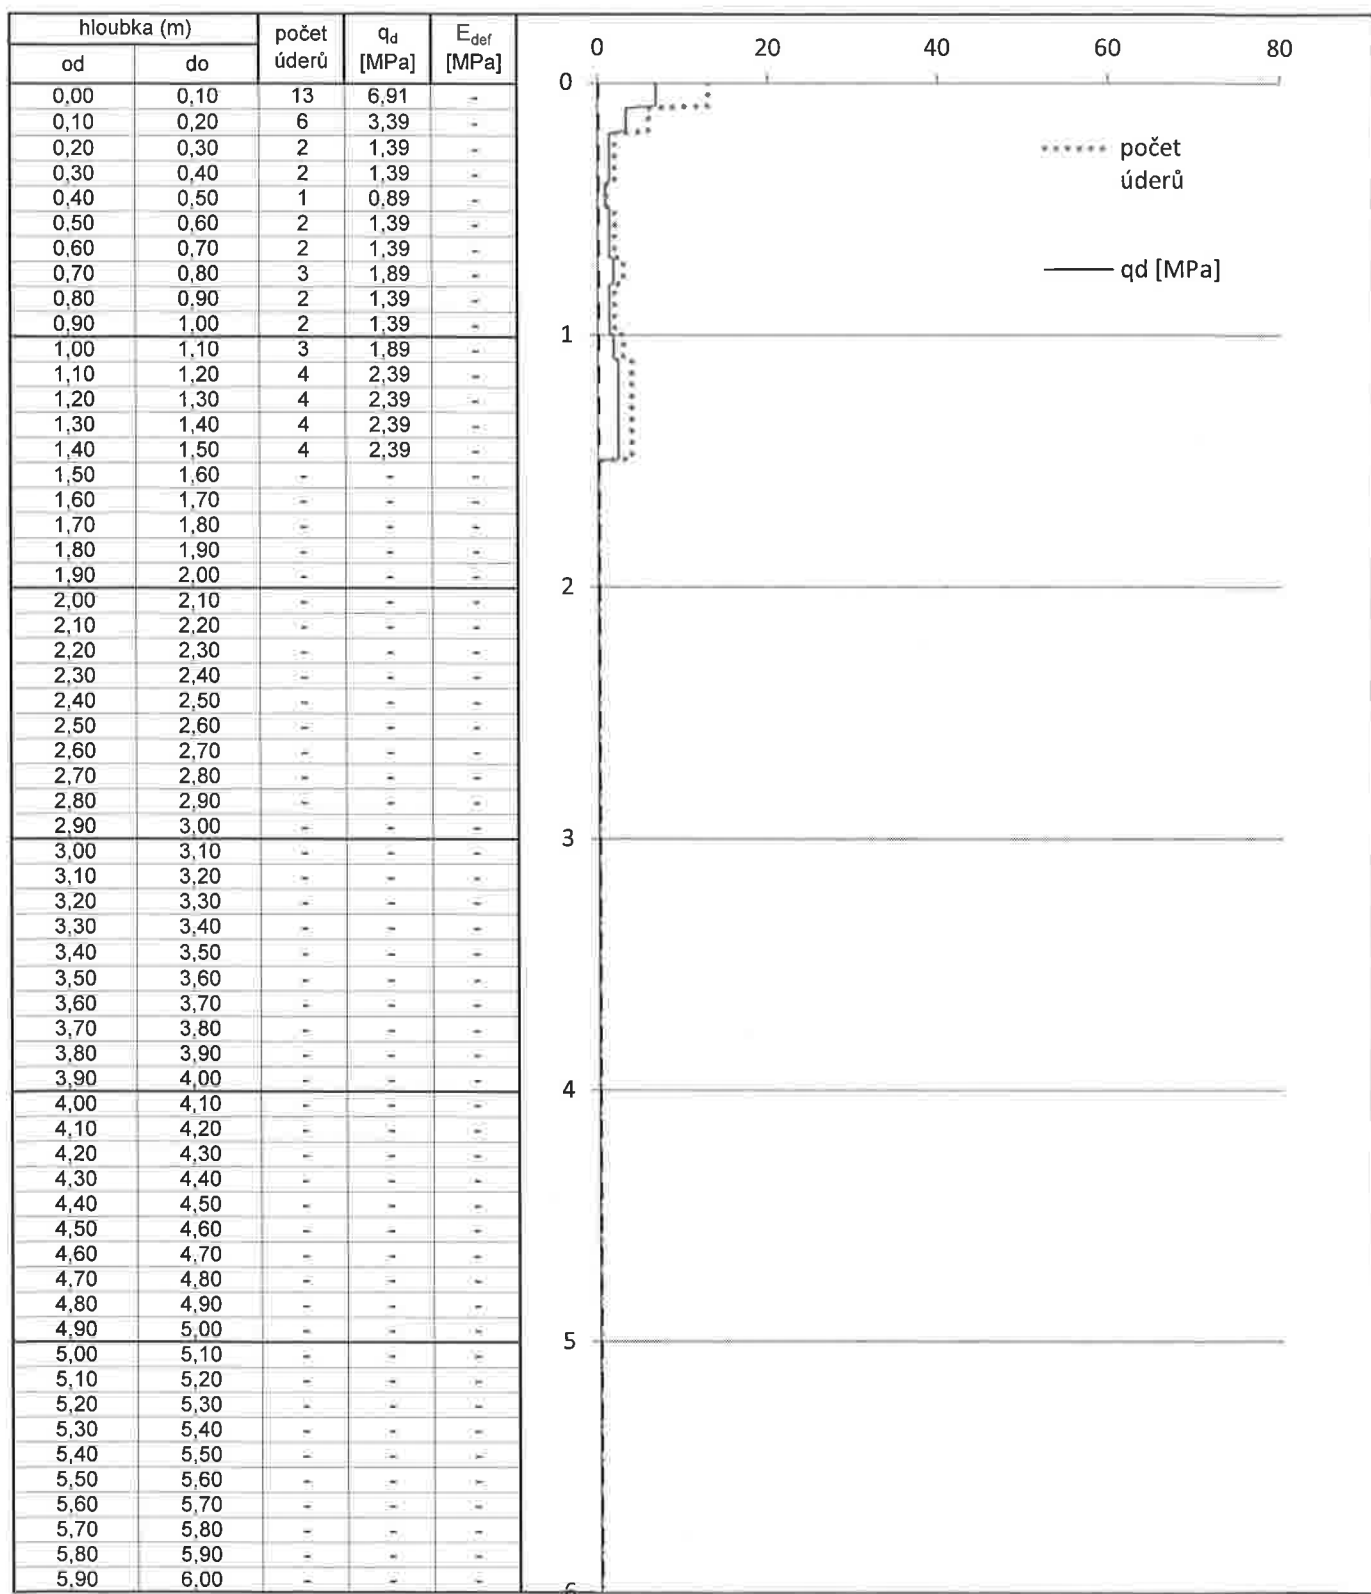 hloubka (m) počet úderů q_d [MPa] E_def [MPa]
od do
0,00 0,10 13 6,91 -
0,10 0,20 6 3,39 -
0,20 0,30 2 1,39 -
0,30 0,40 2 1,39 -
0,40 0,50 1 0,89 -
0,50 0,60 2 1,39 -
0,60 0,70 2 1,39 -
0,70 0,80 3 1,89 -
0,80 0,90 2 1,39 -
0,90 1,00 2 1,39 -
1,00 1,10 3 1,89 -
1,10 1,20 4 2,39 -
1,20 1,30 4 2,39 -
1,30 1,40 4 2,39 -
1,40 1,50 4 2,39 -
1,50 1,60 - - -
1,60 1,70 - - -
1,70 1,80 - - -
1,80 1,90 - - -
1,90 2,00 - - -
2,00 2,10 - - -
2,10 2,20 - - -
2,20 2,30 - - -
2,30 2,40 - - -
2,40 2,50 - - -
2,50 2,60 - - -
2,60 2,70 - - -
2,70 2,80 - - -
2,80 2,90 - - -
2,90 3,00 - - -
3,00 3,10 - - -
3,10 3,20 - - -
3,20 3,30 - - -
3,30 3,40 - - -
3,40 3,50 - - -
3,50 3,60 - - -
3,60 3,70 - - -
3,70 3,80 - - -
3,80 3,90 - - -
3,90 4,00 - - -
4,00 4,10 - - -
4,10 4,20 - - -
4,20 4,30 - - -
4,30 4,40 - - -
4,40 4,50 - - -
4,50 4,60 - - -
4,60 4,70 - - -
4,70 4,80 - - -
4,80 4,90 - - -
4,90 5,00 - - -
5,00 5,10 - - -
5,10 5,20 - - -
5,20 5,30 - - -
5,30 5,40 - - -
5,40 5,50 - - -
5,50 5,60 - - -
5,60 5,70 - - -
5,70 5,80 - - -
5,80 5,90 - - -
5,90 6,00 - - -
0 20 40 60 80
0
počet
úderů
qd [MPa]
1
2
3
4
5
6